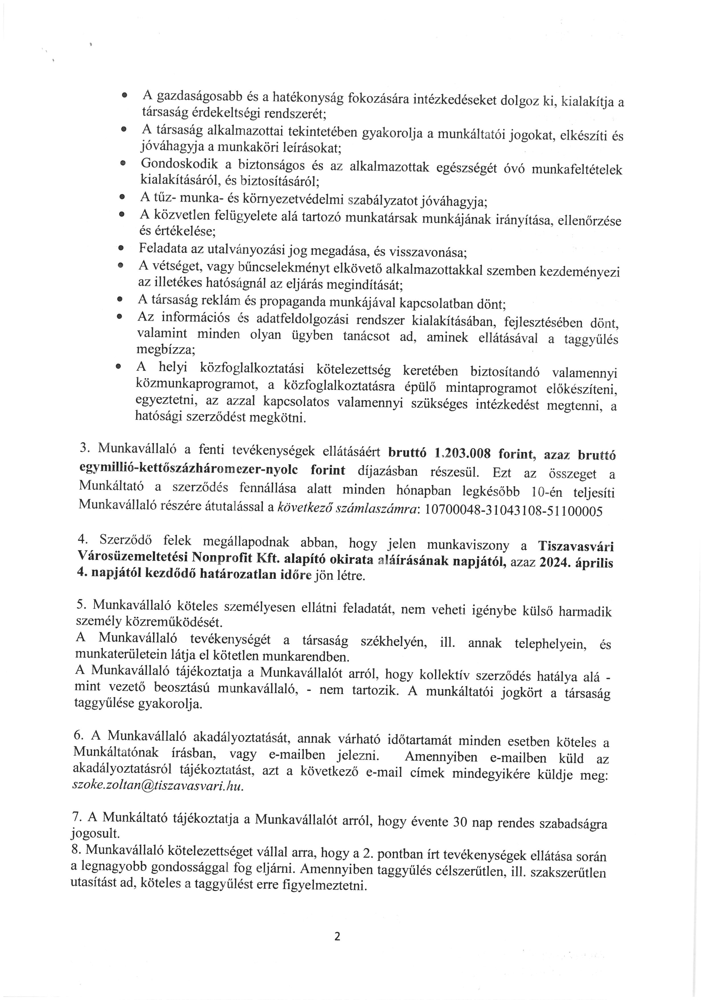 • A gazdaságosabb és a hatékonyság fokozására intézkedéseket dolgoz ki, kialakítja a
társaság érdekeltségi rendszerét;
• A társaság alkalmazottai tekintetében gyakorolja a munkáltatói jogokat, elkészíti és
jóváhagyja a munkaköri leírásokat;
• Gondoskodik a biztonságos és az alkalmazottak egészségét óvó munkafeltételek
kialakításáról, és biztosításáról;
• A tűz- munka- és környezetvédelmi szabályzatot jóváhagyja;
• A közvetlen felügyelete alá tartozó munkatársak munkájának irányítása, ellenőrzése
és értékelése;
• Feladata az utalványozási jog megadása, és visszavonása;
• A vétséget, vagy bűncselekményt elkövető alkalmazottakkal szemben kezdeményezi
az illetékes hatóságnál az eljárás megindítását;
• A társaság reklám és propaganda munkájával kapcsolatban dönt;
• Az információs és adatfeldolgozási rendszer kialakításában, fejlesztésében dönt,
valamint minden olyan ügyben tanácsot ad, aminek ellátásával a taggyűlés
megbízza;
• A helyi közfoglalkoztatási kötelezettség keretében biztosítandó valamennyi
közmunkaprogramot, a közfoglalkoztatásra épülő mintaprogramot előkészíteni,
egyeztetni, az azzal kapcsolatos valamennyi szükséges intézkedést megtenni, a
hatósági szerződést megkötni.
3. Munkavállaló a fenti tevékenységek ellátásáért bruttó 1.203.008 forint, azaz bruttó
egymillió-kettőszázháromezer-nyolc forint díjazásban részesül. Ezt az összeget a
Munkáltató a szerződés fennállása alatt minden hónapban legkésőbb 10-én teljesíti
Munkavállaló részére átutalással a következő számlaszámra: 10700048-31043108-51100005
4. Szerződő felek megállapodnak abban, hogy jelen munkaviszony a Tiszavasvári
Városüzemeltetési Nonprofit Kft. alapító okirata aláírásának napjától, azaz 2024. április
4. napjától kezdődő határozatlan időre jön létre.
5. Munkavállaló köteles személyesen ellátni feladatát, nem veheti igénybe külső harmadik
személy közreműködését.
A Munkavállaló tevékenységét a társaság székhelyén, ill. annak telephelyein, és
munkaterületein látja el kötetlen munkarendben.
A Munkavállaló tájékoztatja a Munkavállalót arról, hogy kollektív szerződés hatálya alá -
mint vezető beosztású munkavállaló, - nem tartozik. A munkáltatói jogkört a társaság
taggyűlése gyakorolja.
6. A Munkavállaló akadályoztatását, annak várható időtartamát minden esetben köteles a
Munkáltatónak írásban, vagy e-mailben jelezni. Amennyiben e-mailben küld az
akadályoztatásról tájékoztatást, azt a következő e-mail címek mindegyikére küldje meg:
szoke.zoltan@tiszavasvari.hu.
7. A Munkáltató tájékoztatja a Munkavállalót arról, hogy évente 30 nap rendes szabadságra
jogosult.
8. Munkavállaló kötelezettséget vállal arra, hogy a 2. pontban írt tevékenységek ellátása során
a legnagyobb gondossággal fog eljárni. Amennyiben taggyűlés célszerűtlen, ill. szakszerűtlen
utasítást ad, köteles a taggyűlést erre figyelmeztetni.
2